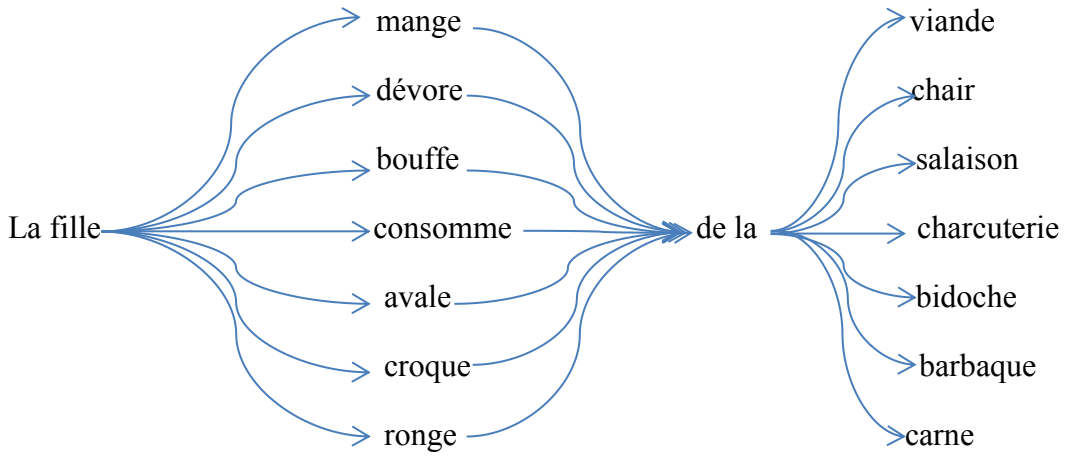 mange viande
dévore chair
bouffe salaison
La fille consomme de la charcuterie
avale bidoche
croque barbaque
ronge carne